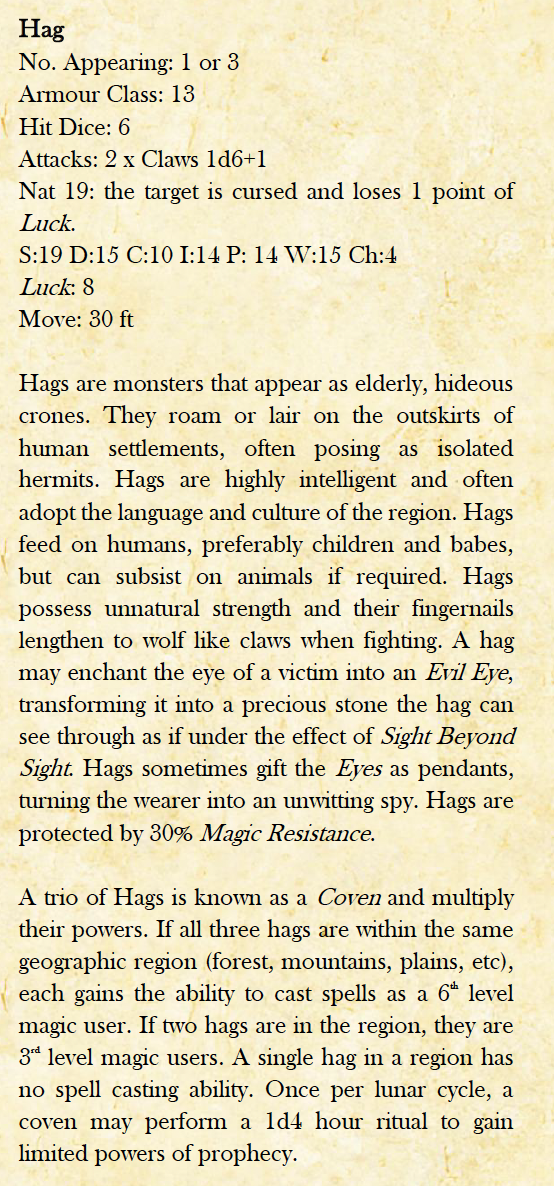 Hag
No. Appearing: 1 or 3
Armour Class: 13
Hit Dice: 6
Attacks: 2 x Claws 1d6+1
Nat 19: the target is cursed and loses 1 point of
Luck.
S:19 D:15 C:10 I:14 P: 14 W:15 Ch:4
Luck: 8
Move: 30 ft
Hags are monsters that appear as elderly, hideous
crones. They roam or lair on the outskirts of
human settlements, often posing as isolated
hermits. Hags are highly intelligent and often
adopt the language and culture of the region. Hags
feed on humans, preferably children and babes,
but can subsist on animals if required. Hags
possess unnatural strength and their fingernails
lengthen to wolf like claws when fighting. A hag
may enchant the eye of a victim into an Evil Eye,
transforming it into a precious stone the hag can
see through as if under the effect of Sight Beyond
Sight. Hags sometimes gift the Eyes as pendants,
turning the wearer into an unwitting spy. Hags are
protected by 30% Magic Resistance.
A trio of Hags is known as a Coven and multiply
their powers. If all three hags are within the same
geographic region (forest, mountains, plains, etc),
each gains the ability to cast spells as a 6th level
magic user. If two hags are in the region, they are
3rd level magic users. A single hag in a region has
no spell casting ability. Once per lunar cycle, a
coven may perform a 1d4 hour ritual to gain
limited powers of prophecy.